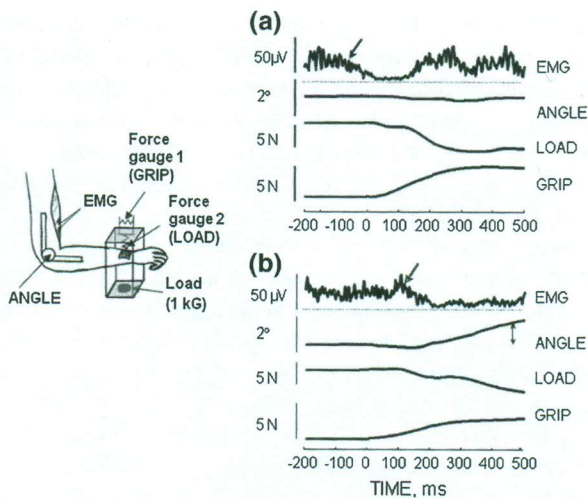 (a)
50µV
EMG
2°
ANGLE
5 N
LOAD
5 N
GRIP
-200 -100 0 100 200 300 400 500
Force
gauge 1
(GRIP)
EMG
Force
gauge 2
(LOAD)
ANGLE
Load
(1 kG)
(b)
50 µV
EMG
2°
ANGLE
5N
LOAD
5 N
GRIP
-200 -100 0 100 200 300 400 500
TIME, ms